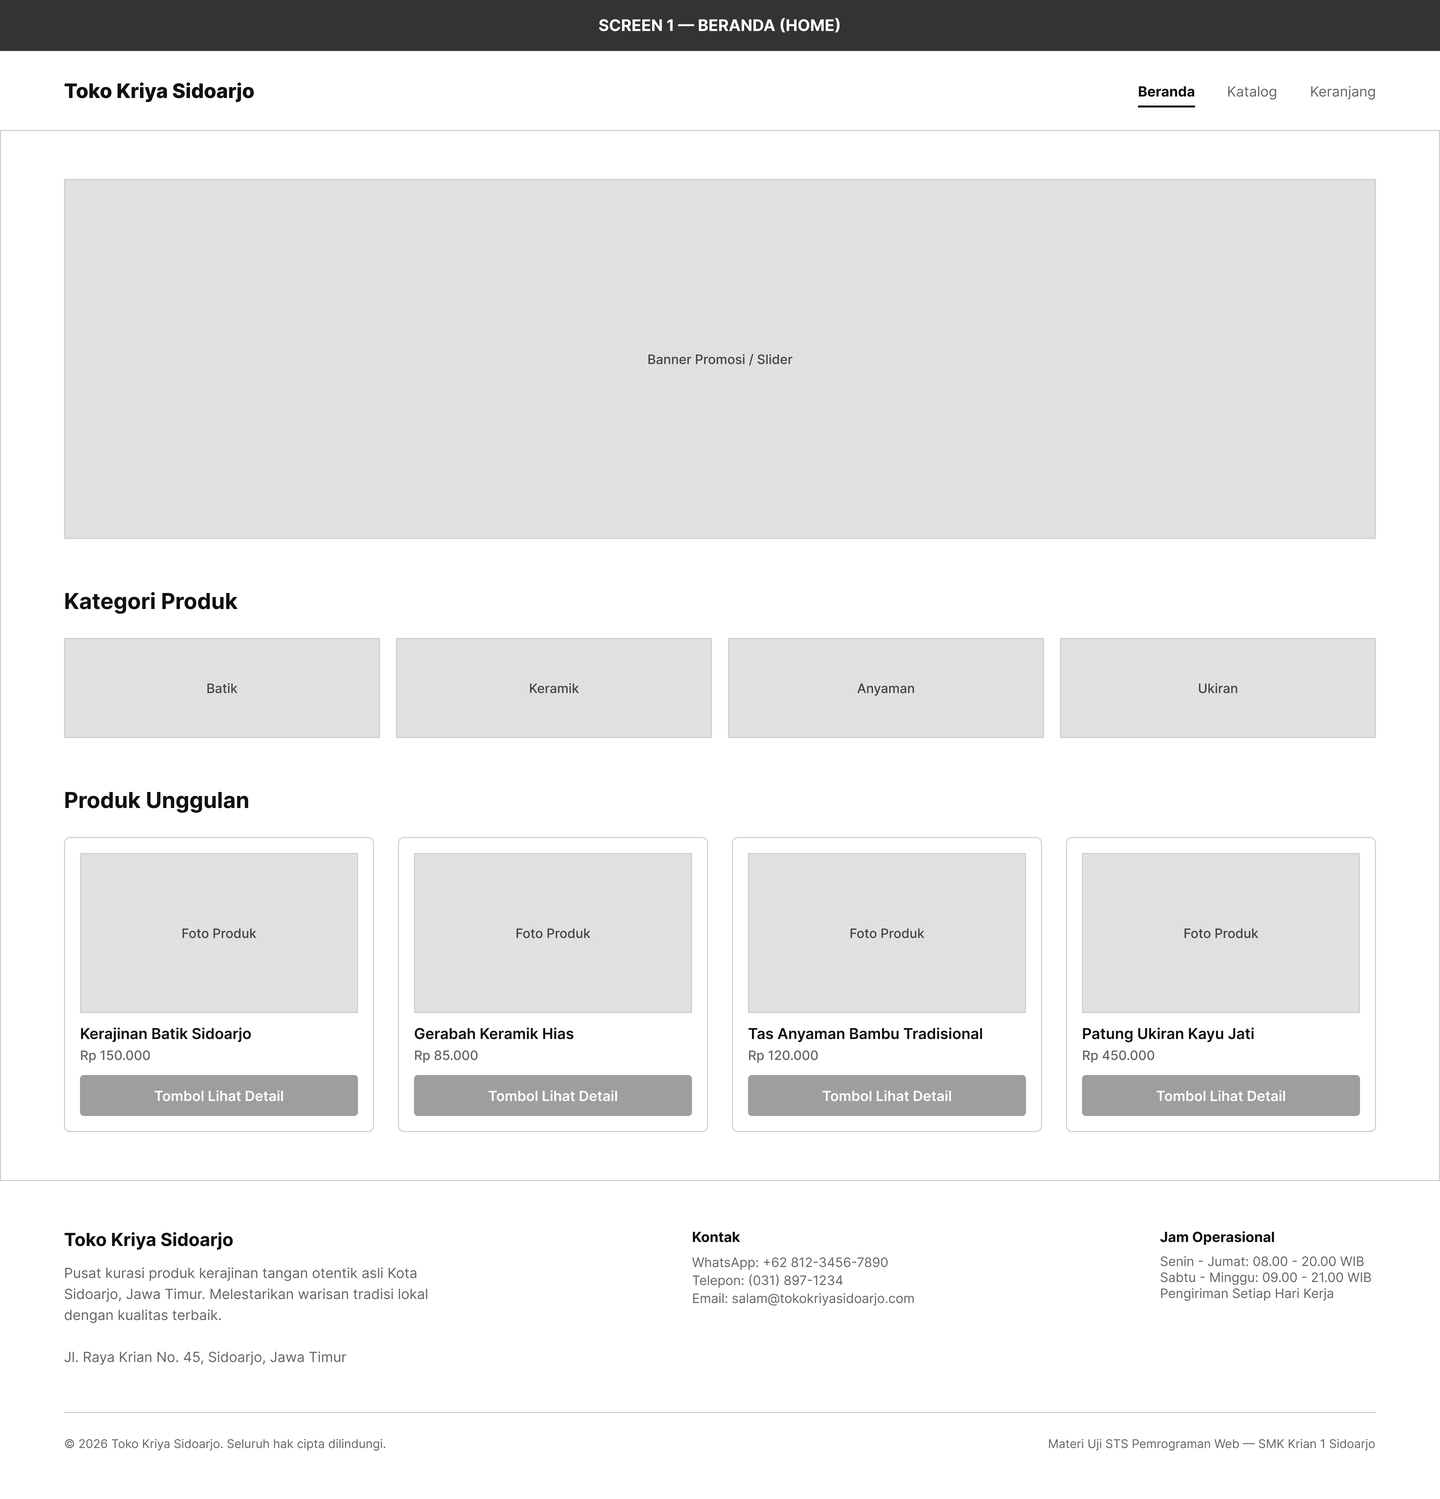 SCREEN 1 — BERANDA (HOME)
Toko Kriya Sidoarjo
Beranda
Katalog
Keranjang
Banner Promosi / Slider
Kategori Produk
Batik
Keramik
Anyaman
Ukiran
Produk Unggulan
Foto Produk
Kerajinan Batik Sidoarjo
Rp 150.000
Tombol Lihat Detail
Foto Produk
Gerabah Keramik Hias
Rp 85.000
Tombol Lihat Detail
Foto Produk
Tas Anyaman Bambu Tradisional
Rp 120.000
Tombol Lihat Detail
Foto Produk
Patung Ukiran Kayu Jati
Rp 450.000
Tombol Lihat Detail
Toko Kriya Sidoarjo
Pusat kurasi produk kerajinan tangan otentik asli Kota
Sidoarjo, Jawa Timur. Melestarikan warisan tradisi lokal
dengan kualitas terbaik.
Jl. Raya Krian No. 45, Sidoarjo, Jawa Timur
Kontak
WhatsApp: +62 812-3456-7890
Telepon: (031) 897-1234
Email: salam@tokokriyasidoarjo.com
Jam Operasional
Senin - Jumat: 08.00 - 20.00 WIB
Sabtu - Minggu: 09.00 - 21.00 WIB
Pengiriman Setiap Hari Kerja
© 2026 Toko Kriya Sidoarjo. Seluruh hak cipta dilindungi.
Materi Uji STS Pemrograman Web — SMK Krian 1 Sidoarjo